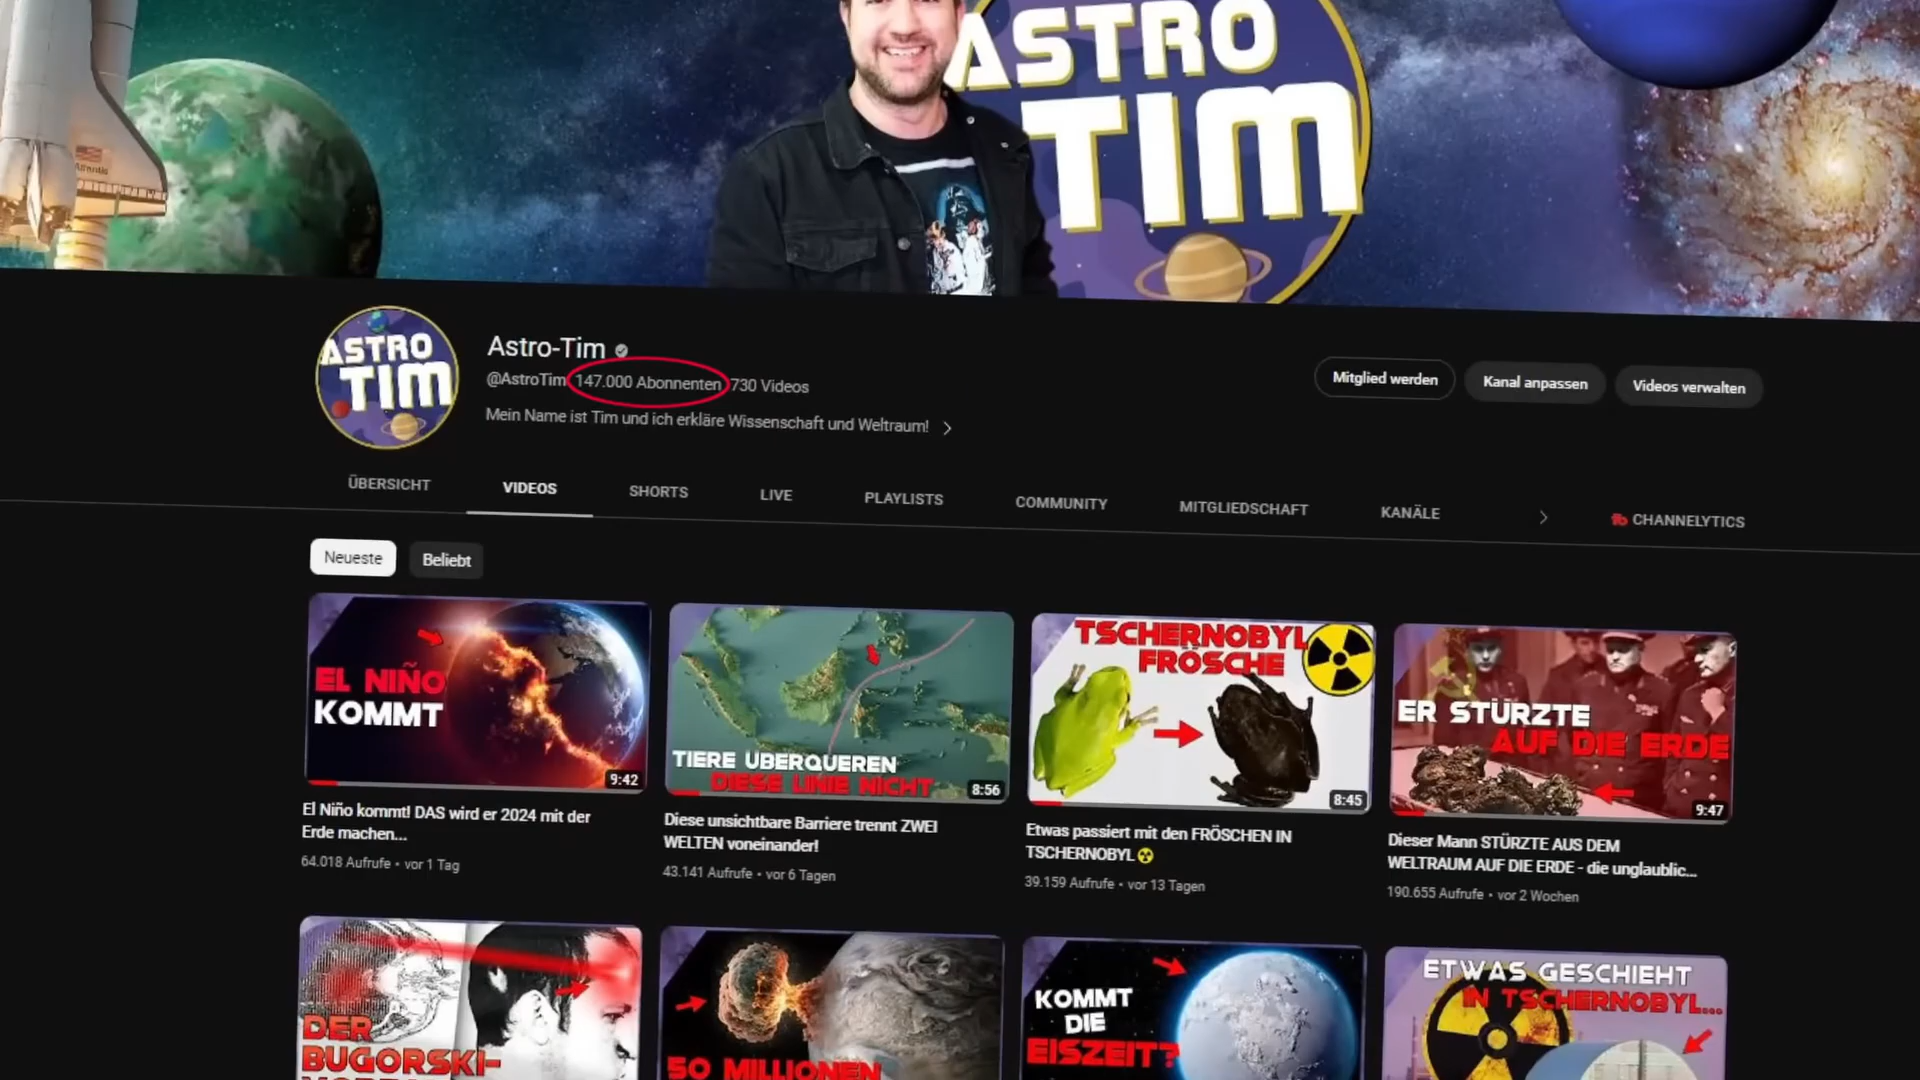 ASTRO
TIM
Atlantis
ASTRO
TIM
Astro-Tim
@AstroTim 147.000 Abonnenten 730 Videos
Mein Name ist Tim und ich erkläre Wissenschaft und Weltraum!
Mitglied werden
Kanal anpassen
Videos verwalten
ÜBERSICHT
VIDEOS
SHORTS
LIVE
PLAYLISTS
COMMUNITY
MITGLIEDSCHAFT
KANÄLE
CHANNELYTICS
Neueste
Beliebt
EL NIÑO
KOMMT
9:42
El Niño kommt! DAS wird er 2024 mit der
Erde machen...
64.018 Aufrufe • vor 1 Tag
TIERE ÜBERQUEREN
DIESE LINIE NICHT
8:56
Diese unsichtbare Barriere trennt ZWEI
WELTEN voneinander!
43.141 Aufrufe • vor 6 Tagen
TSCHERNOBYL
FRÖSCHE
8:45
Etwas passiert mit den FRÖSCHEN IN
TSCHERNOBYL☢
39.159 Aufrufe • vor 13 Tagen
ER STÜRZTE
AUF DIE ERDE
9:47
Dieser Mann STÜRZTE AUS DEM
WELTRAUM AUF DIE ERDE - die unglaublic...
190.655 Aufrufe • vor 2 Wochen
DER
BUGORSKI-
50 MILLIONEN
KOMMT
DIE
EISZEIT?
ETWAS GESCHIEHT
IN TSCHERNOBYL...